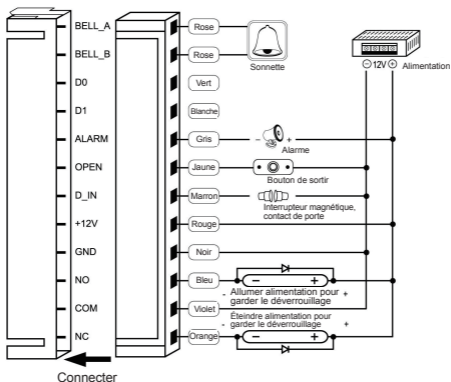 BELL_A
Rose
BELL_B
Rose
Sonnette
⊖12V⊕
Alimentation
D0
Vert
D1
Blanche
ALARM
Gris
- +
Alarme
OPEN
Jaune
Bouton de sortir
D_IN
Marron
Interrupteur magnétique,
contact de porte
+12V
Rouge
GND
Noir
NO
Bleu
- +
- Allumer alimentation pour +
garder le déverrouillage
COM
Violet
Éteindre alimentation pour
- garder le déverrouillage +
NC
Orange
- +
Connecter